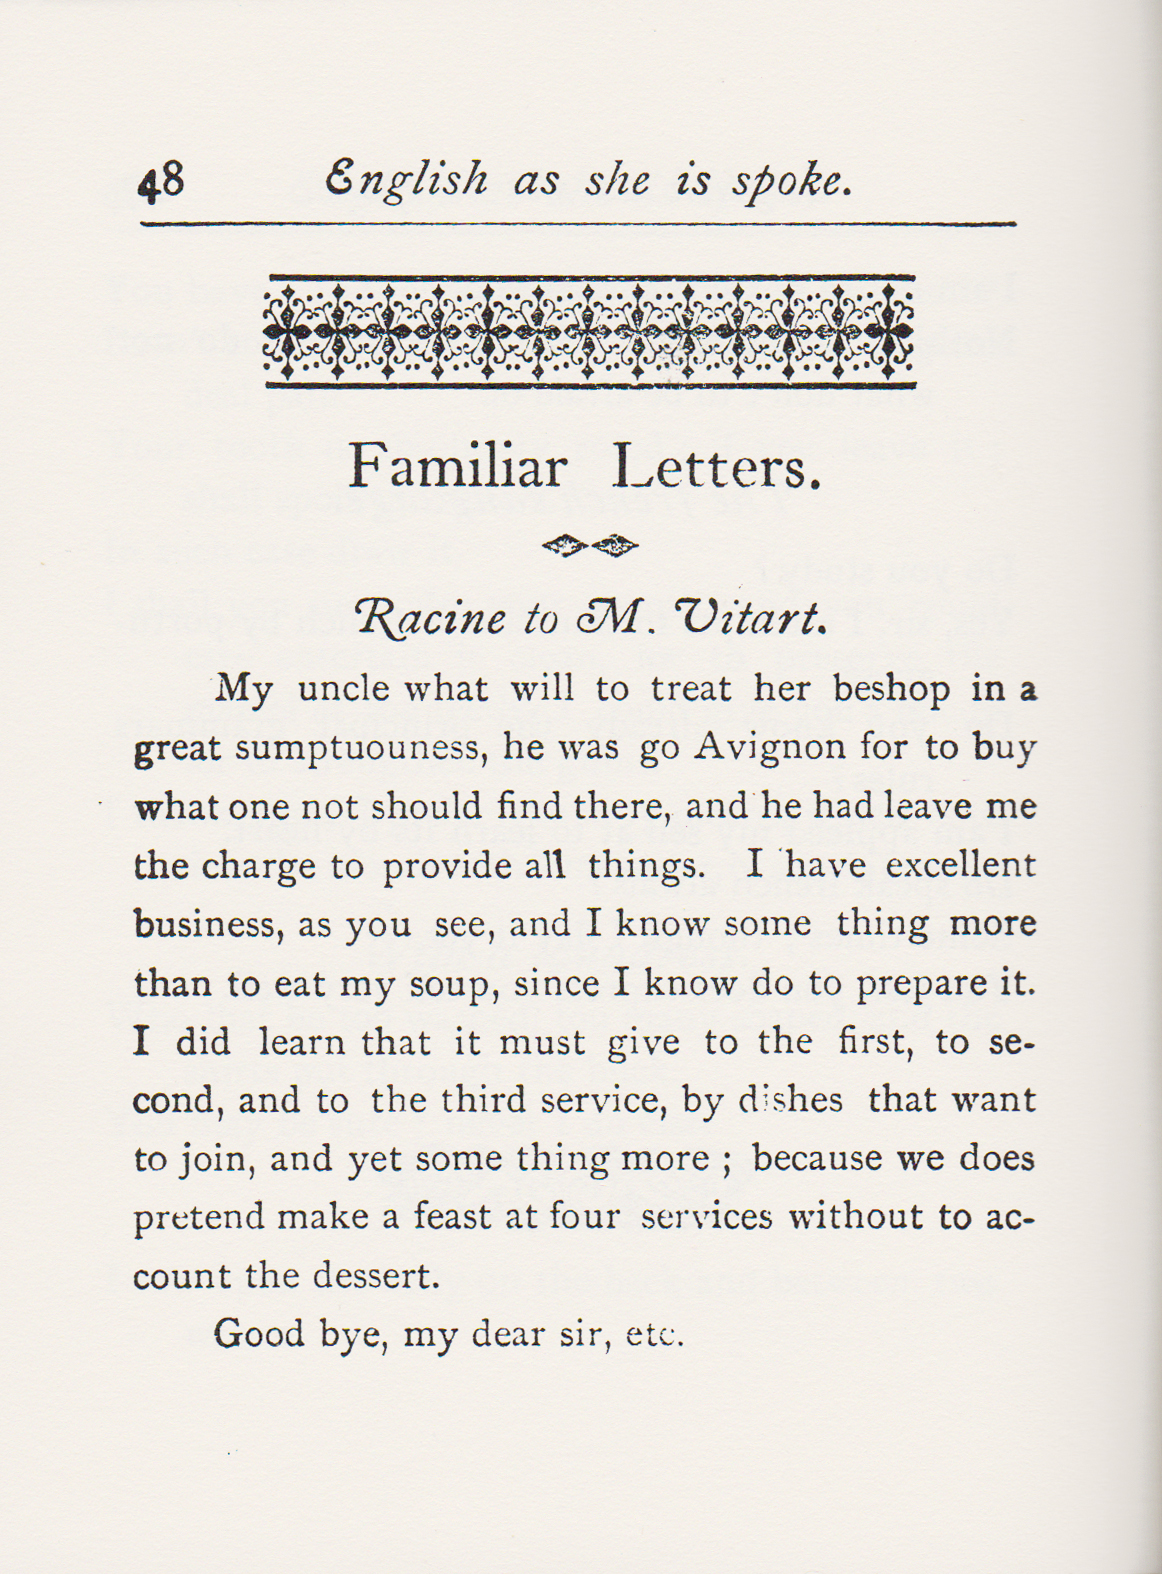 48 English as she is spoke.
Familiar Letters.
Racine to M. Vitart.
My uncle what will to treat her beshop in a
great sumptuouness, he was go Avignon for to buy
what one not should find there, and he had leave me
the charge to provide all things. I have excellent
business, as you see, and I know some thing more
than to eat my soup, since I know do to prepare it.
I did learn that it must give to the first, to se-
cond, and to the third service, by dishes that want
to join, and yet some thing more ; because we does
pretend make a feast at four services without to ac-
count the dessert.
Good bye, my dear sir, etc.